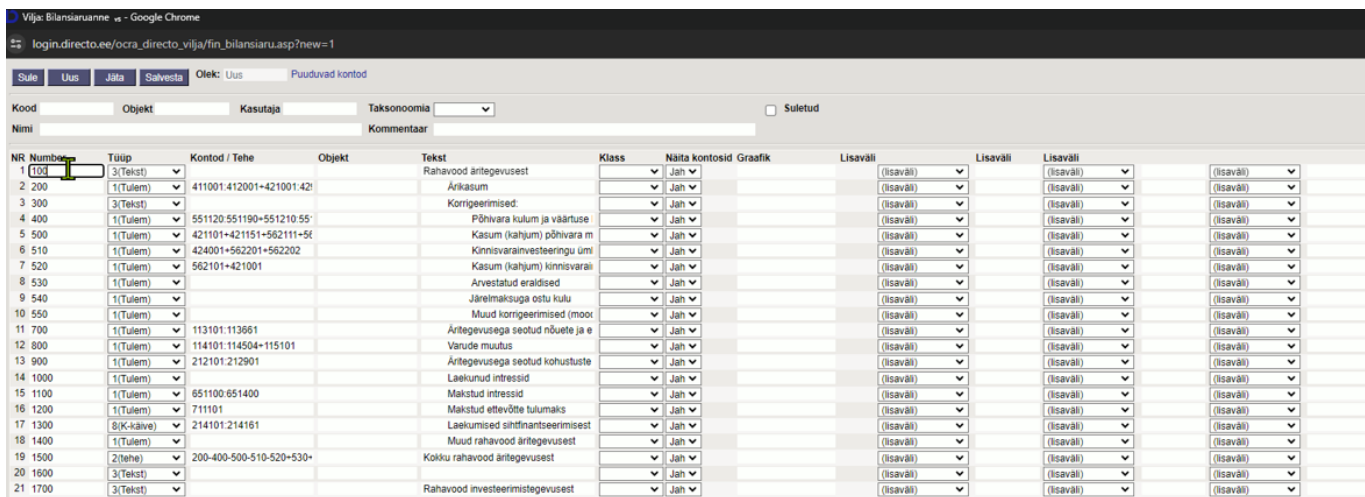 Vilja: Bilansiaruanne vs - Google Chrome
login.directo.ee/ocra_directo_vilja/fin_bilansiaru.asp?new=1
Sule Uus Jäta Salvesta Olek: Uus Puuduvad kontod
Kood Objekt Kasutaja Taksonoomia Suletud
Nimi Kommentaar
NR Number Tüüp Kontod / Tehe Objekt Tekst Klass Näita kontosid Graafik Lisaväli Lisaväli Lisaväli
1 100 3(Tekst) Rahavood äritegevusest Jah (lisaväli) (lisaväli) (lisaväli)
2 200 1(Tulem) 411001:412001+421001:42 Ärikasum Jah (lisaväli) (lisaväli) (lisaväli)
3 300 3(Tekst) Korrigeerimised: Jah (lisaväli) (lisaväli) (lisaväli)
4 400 1(Tulem) 551120:551190+551210:55 Põhivara kulum ja väärtuse Jah (lisaväli) (lisaväli) (lisaväli)
5 500 1(Tulem) 421101+421151+562111+5 Kasum (kahjum) põhivara m Jah (lisaväli) (lisaväli) (lisaväli)
6 510 1(Tulem) 424001+562201+562202 Kinnisvarainvesteeringu üml Jah (lisaväli) (lisaväli) (lisaväli)
7 520 1(Tulem) 562101+421001 Kasum (kahjum) kinnisvarai Jah (lisaväli) (lisaväli) (lisaväli)
8 530 1(Tulem) Arvestatud eraldised Jah (lisaväli) (lisaväli) (lisaväli)
9 540 1(Tulem) Järelmaksuga ostu kulu Jah (lisaväli) (lisaväli) (lisaväli)
10 550 1(Tulem) Muud korrigeerimised (moo Jah (lisaväli) (lisaväli) (lisaväli)
11 700 1(Tulem) 113101:113661 Äritegevusega seotud nõuete ja e Jah (lisaväli) (lisaväli) (lisaväli)
12 800 1(Tulem) 114101:114504+115101 Varude muutus Jah (lisaväli) (lisaväli) (lisaväli)
13 900 1(Tulem) 212101:212901 Äritegevusega seotud kohustuste Jah (lisaväli) (lisaväli) (lisaväli)
14 1000 1(Tulem) Laekunud intressid Jah (lisaväli) (lisaväli) (lisaväli)
15 1100 1(Tulem) 651100:651400 Makstud intressid Jah (lisaväli) (lisaväli) (lisaväli)
16 1200 1(Tulem) 711101 Makstud ettevõtte tulumaks Jah (lisaväli) (lisaväli) (lisaväli)
17 1300 8(K-käive) 214101:214161 Laekumised sihtfinantseerimisest Jah (lisaväli) (lisaväli) (lisaväli)
18 1400 1(Tulem) Muud rahavood äritegevusest Jah (lisaväli) (lisaväli) (lisaväli)
19 1500 2(tehe) 200-400-500-510-520+530+ Kokku rahavood äritegevusest Jah (lisaväli) (lisaväli) (lisaväli)
20 1600 3(Tekst) Jah (lisaväli) (lisaväli) (lisaväli)
21 1700 3(Tekst) Rahavood investeerimistegevusest Jah (lisaväli) (lisaväli) (lisaväli)